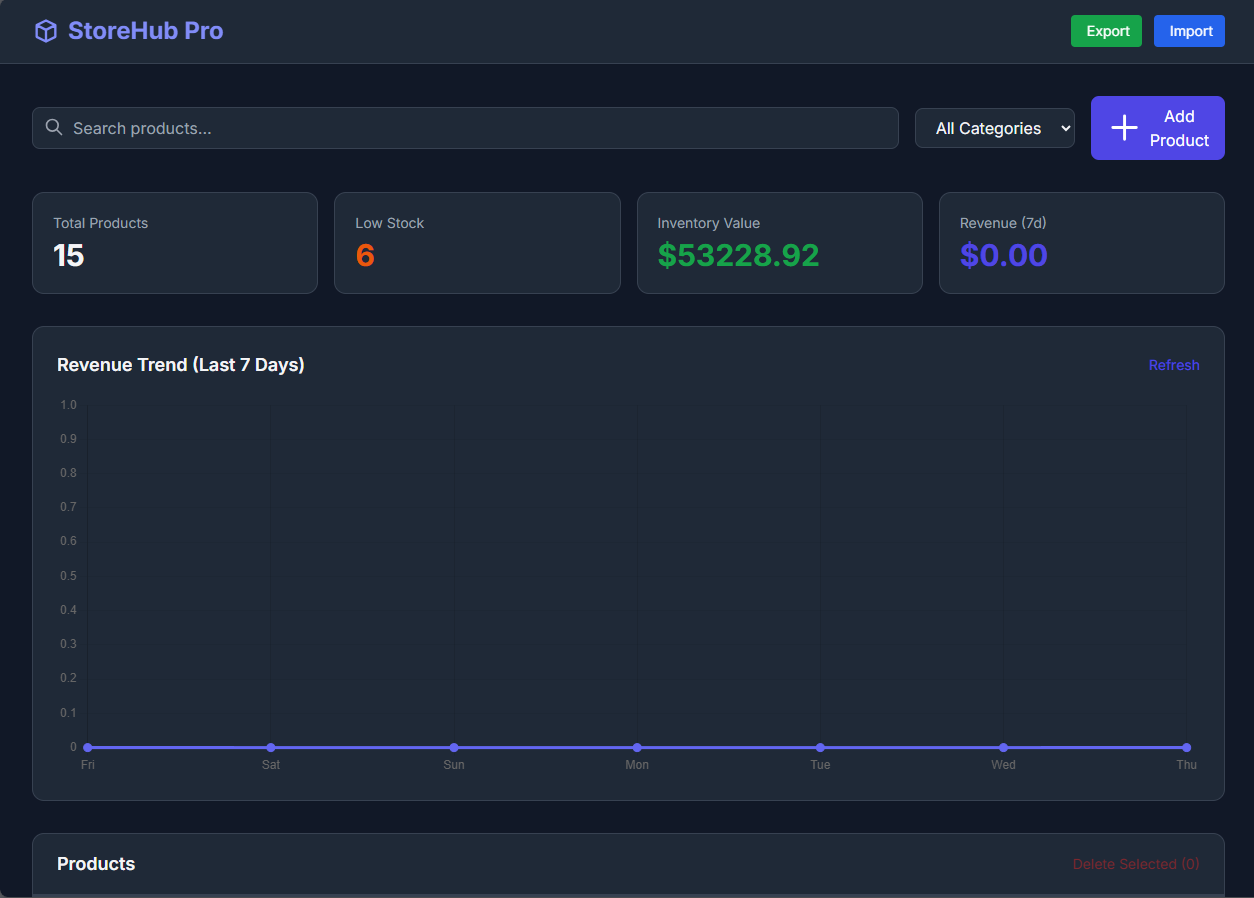 StoreHub Pro
Export
Import
Search products...
All Categories
Add
Product
Total Products
15
Low Stock
6
Inventory Value
$53228.92
Revenue (7d)
$0.00
Revenue Trend (Last 7 Days)
Refresh
1.0
0.9
0.8
0.7
0.6
0.5
0.4
0.3
0.2
0.1
0
Fri Sat Sun Mon Tue Wed Thu
Products
Delete Selected (0)